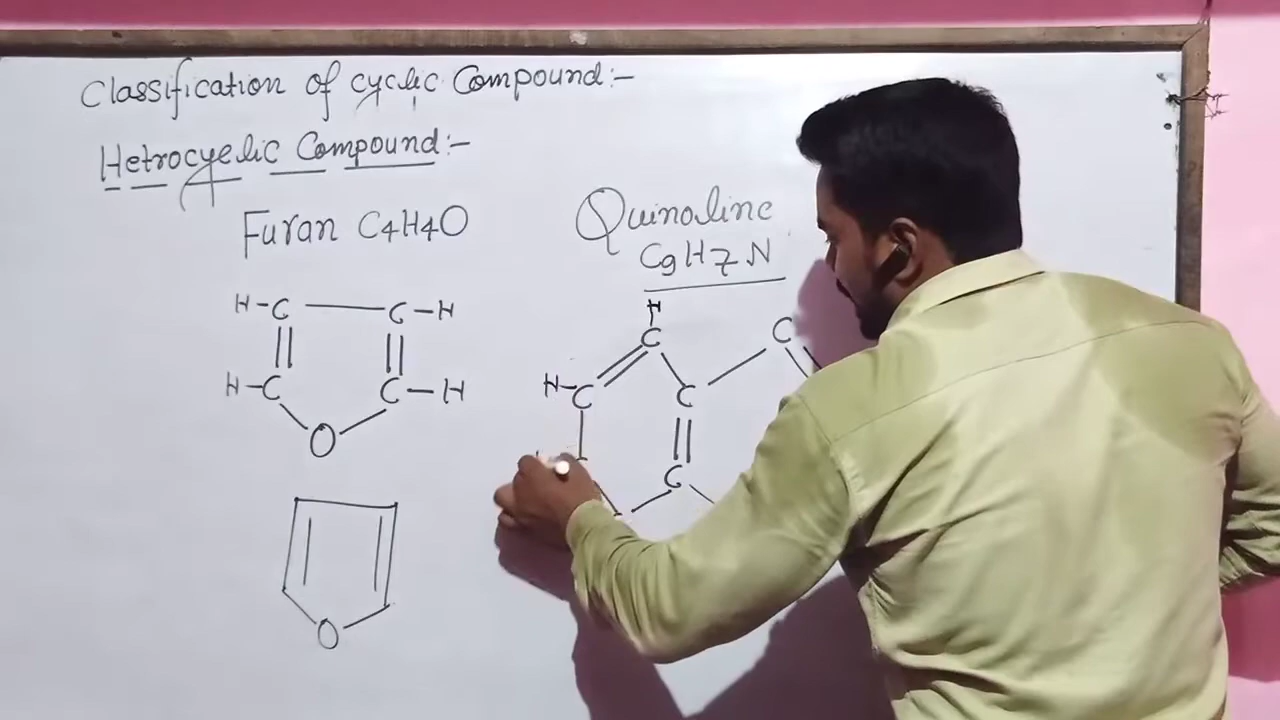 Classification of cyclic Compound:-
Hetrocyclic Compound:-
Furan C4H4O
H-C C-H
H-C C-H
O
O
Quinoline
C9H7N
H
C
H-C C
C
C